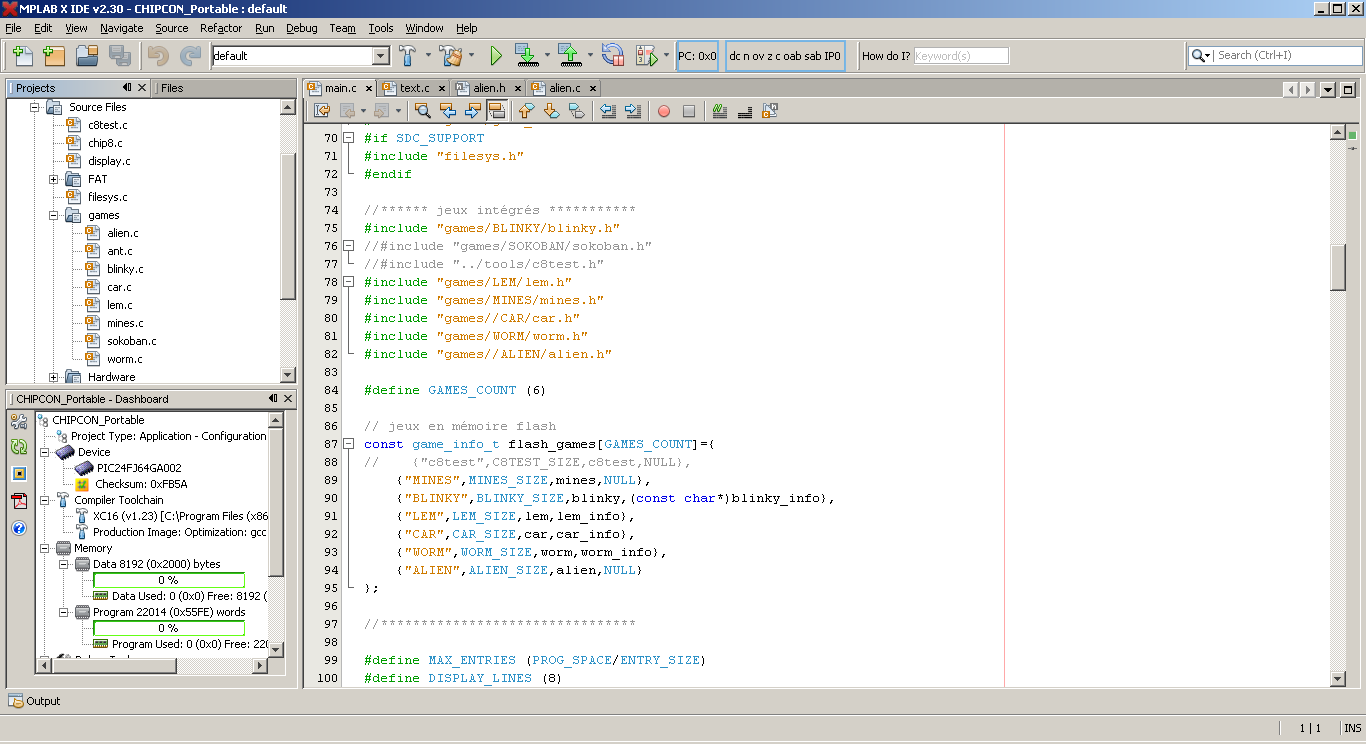 MPLAB X IDE v2.30 - CHIPCON_Portable : default
File Edit View Navigate Source Refactor Run Debug Team Tools Window Help
default
PC: 0x0
dc n ov z c oab sab IP0
How do I?
Keyword(s)
Search (Ctrl+I)
Projects
Files
Source Files
c8test.c
chip8.c
display.c
FAT
filesys.c
games
alien.c
ant.c
blinky.c
car.c
lem.c
mines.c
sokoban.c
worm.c
Hardware
CHIPCON_Portable - Dashboard
CHIPCON_Portable
Project Type: Application - Configuration
Device
PIC24FJ64GA002
Checksum: 0xFB5A
Compiler Toolchain
XC16 (v1.23) [C:\Program Files (x86
Production Image: Optimization: gcc
Memory
Data 8192 (0x2000) bytes
0 %
Data Used: 0 (0x0) Free: 8192 (
Program 22014 (0x55FE) words
0 %
Program Used: 0 (0x0) Free: 220
main.c text.c alien.h alien.c
70 #if SDC_SUPPORT
71 #include "filesys.h"
72 #endif
73
74 //****** jeux intégrés ***********
75 #include "games/BLINKY/blinky.h"
76 //#include "games/SOKOBAN/sokoban.h"
77 //#include "../tools/c8test.h"
78 #include "games/LEM/lem.h"
79 #include "games/MINES/mines.h"
80 #include "games//CAR/car.h"
81 #include "games/WORM/worm.h"
82 #include "games//ALIEN/alien.h"
83
84 #define GAMES_COUNT (6)
85
86 // jeux en mémoire flash
87 const game_info_t flash_games[GAMES_COUNT]={
88 // {"c8test",C8TEST_SIZE,c8test,NULL},
89 {"MINES",MINES_SIZE,mines,NULL},
90 {"BLINKY",BLINKY_SIZE,blinky,(const char*)blinky_info},
91 {"LEM",LEM_SIZE,lem,lem_info},
92 {"CAR",CAR_SIZE,car,car_info},
93 {"WORM",WORM_SIZE,worm,worm_info},
94 {"ALIEN",ALIEN_SIZE,alien,NULL}
95 };
96
97 //********************************
98
99 #define MAX_ENTRIES (PROG_SPACE/ENTRY_SIZE)
100 #define DISPLAY_LINES (8)
Output
1 | 1 INS